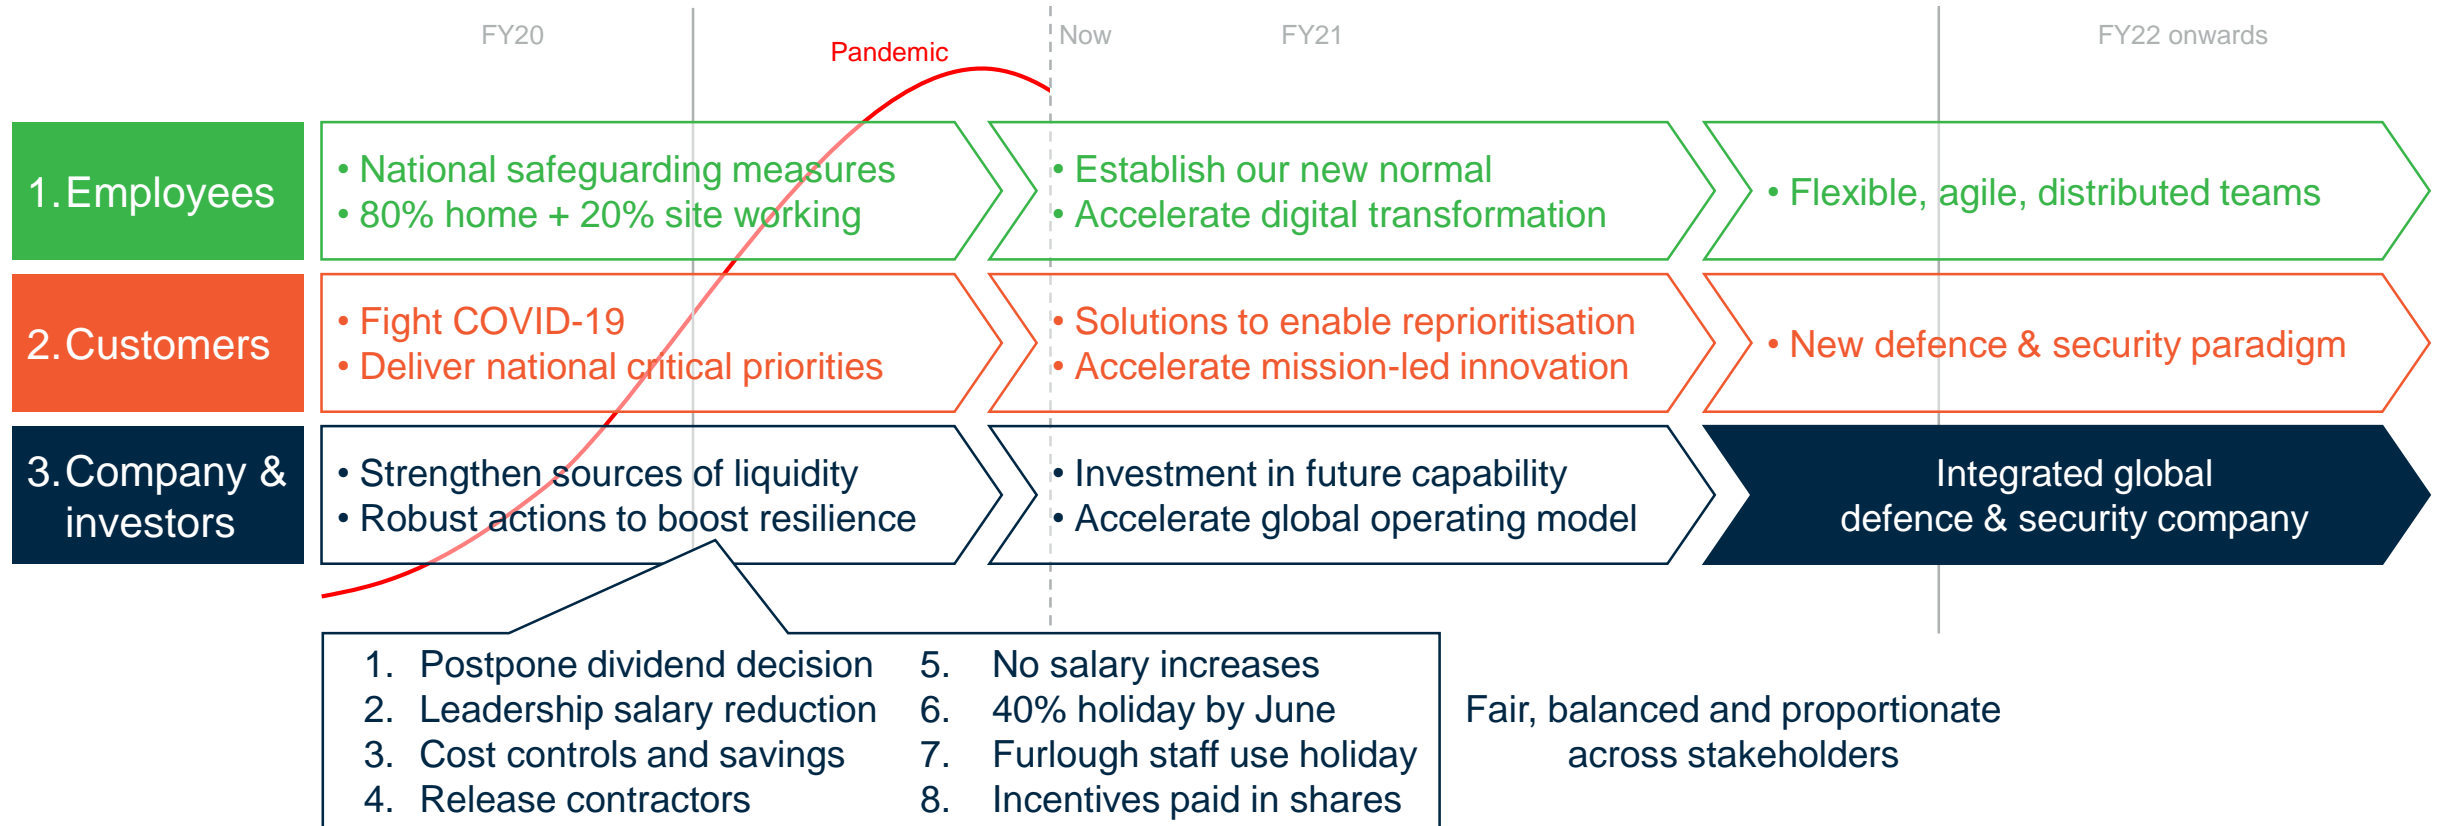 FY20
Pandemic
Now
FY21
FY22 onwards
1. Employees
• National safeguarding measures
• 80% home + 20% site working
• Establish our new normal
• Accelerate digital transformation
• Flexible, agile, distributed teams
2. Customers
• Fight COVID-19
• Deliver national critical priorities
• Solutions to enable reprioritisation
• Accelerate mission-led innovation
• New defence & security paradigm
3. Company &
investors
• Strengthen sources of liquidity
• Robust actions to boost resilience
• Investment in future capability
• Accelerate global operating model
Integrated global
defence & security company
1. Postpone dividend decision
2. Leadership salary reduction
3. Cost controls and savings
4. Release contractors
5. No salary increases
6. 40% holiday by June
7. Furlough staff use holiday
8. Incentives paid in shares
Fair, balanced and proportionate
across stakeholders